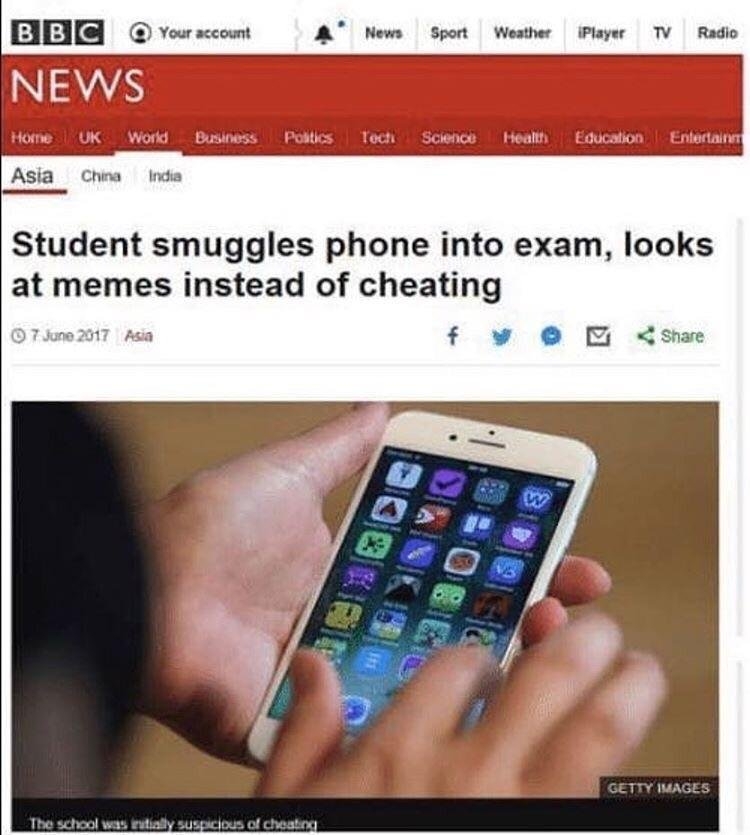 BBC Your account News Sport Weather iPlayer TV Radio
NEWS
Home UK World Business Politics Tech Science Health Education Entertainm
Asia China India
Student smuggles phone into exam, looks
at memes instead of cheating
7 June 2017 Asia Share
GETTY IMAGES
The school was initially suspicious of cheating